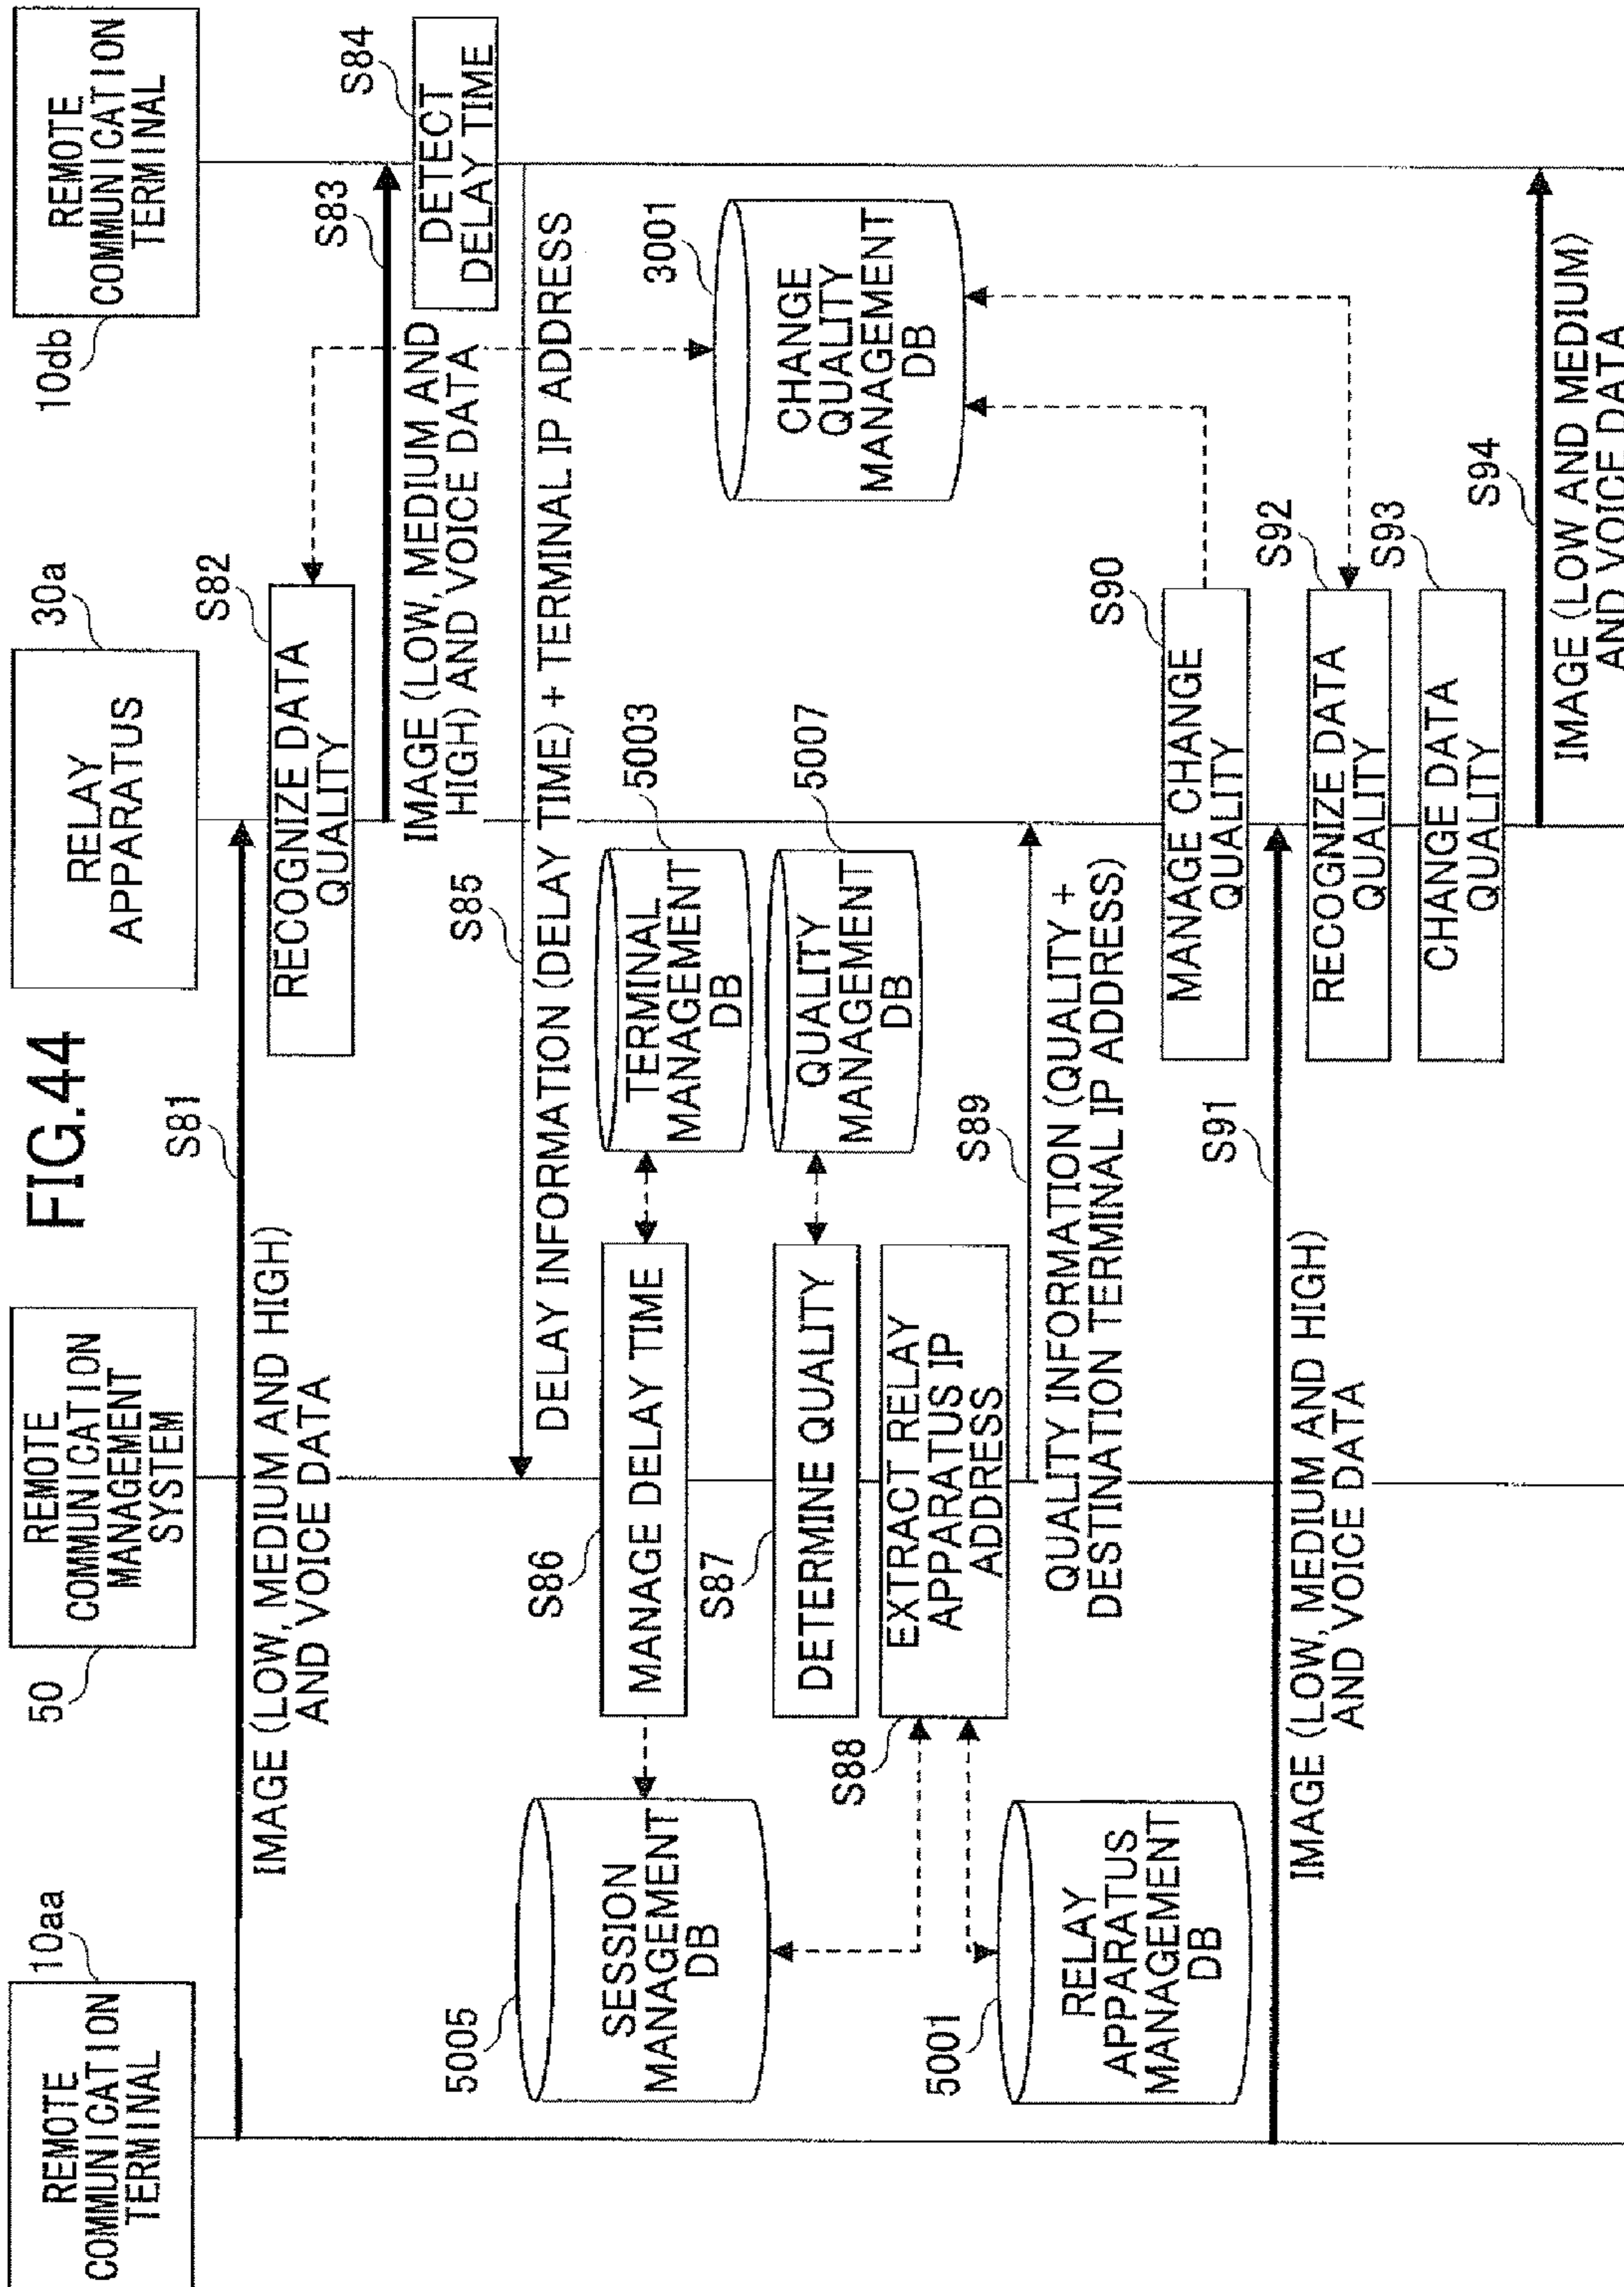 FIG.44
10aa
REMOTE
COMMUNICATION
TERMINAL
50
REMOTE
COMMUNICATION
MANAGEMENT
SYSTEM
30a
RELAY
APPARATUS
10db
REMOTE
COMMUNICATION
TERMINAL
S81
IMAGE (LOW, MEDIUM AND HIGH)
AND VOICE DATA
S82
RECOGNIZE DATA
QUALITY
S83
IMAGE (LOW, MEDIUM AND
HIGH) AND VOICE DATA
S84
DETECT
DELAY TIME
S85
DELAY INFORMATION (DELAY TIME) + TERMINAL IP ADDRESS
5005
SESSION
MANAGEMENT
DB
S86
MANAGE DELAY TIME
5003
TERMINAL
MANAGEMENT
DB
3001
CHANGE
QUALITY
MANAGEMENT
DB
S87
DETERMINE QUALITY
5007
QUALITY
MANAGEMENT
DB
S88
EXTRACT RELAY
APPARATUS IP
ADDRESS
5001
RELAY
APPARATUS
MANAGEMENT
DB
S89
QUALITY INFORMATION (QUALITY +
DESTINATION TERMINAL IP ADDRESS)
S90
MANAGE CHANGE
QUALITY
S91
IMAGE (LOW, MEDIUM AND HIGH)
AND VOICE DATA
S92
RECOGNIZE DATA
QUALITY
S93
CHANGE DATA
QUALITY
S94
IMAGE (LOW AND MEDIUM)
AND VOICE DATA